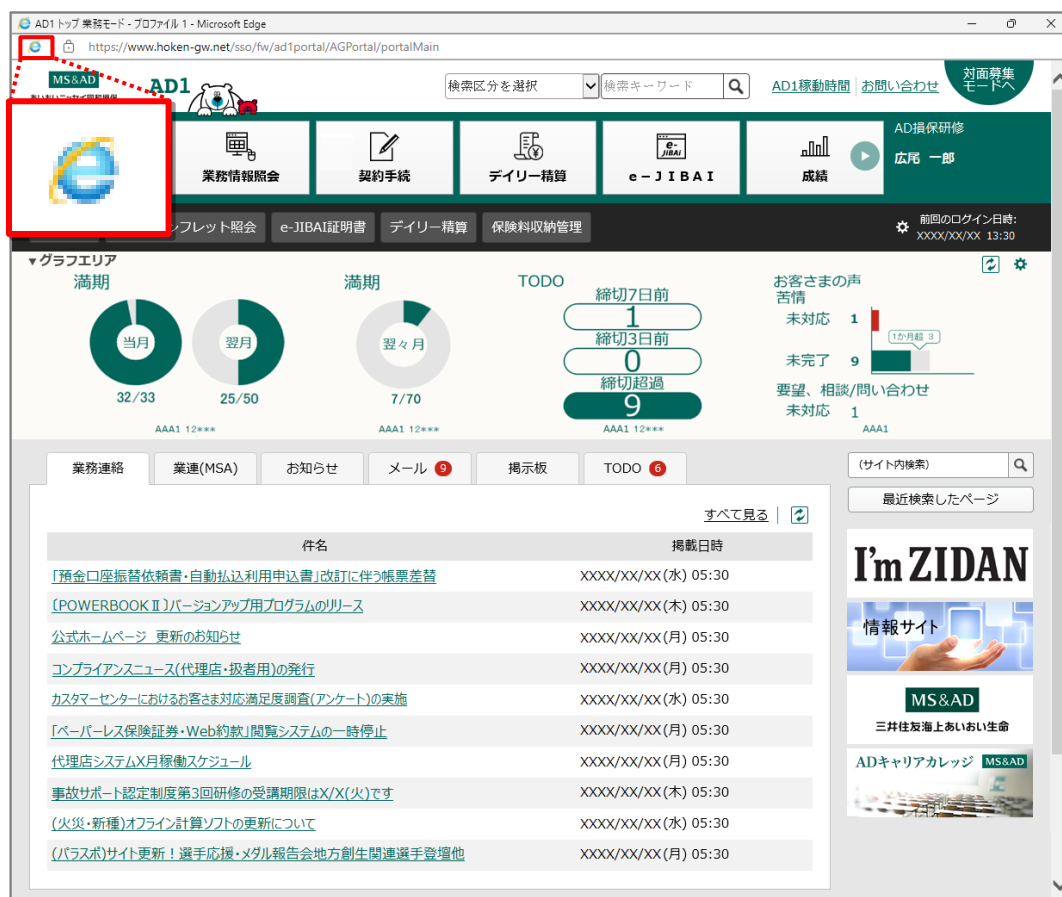 AD1 トップ 業務モード - プロファイル 1 - Microsoft Edge
https://www.hoken-gw.net/sso/fw/ad1portal/AGPortal/portalMain
MS&AD
AD1
検索区分を選択
検索キーワード
AD1稼動時間
お問い合わせ
対面募集
モードへ
業務情報照会
契約手続
デイリー精算
e-
JIBAI
e-JIBAI
成績
AD損保研修
広尾 一郎
ンフレット照会
e-JIBAI証明書
デイリー精算
保険料収納管理
前回のログイン日時:
XXXX/XX/XX 13:30
▼グラフエリア
満期
当月
32/33
翌月
25/50
AAA1 12***
満期
翌々月
7/70
AAA1 12***
TODO
締切7日前
1
締切3日前
0
締切超過
9
AAA1 12***
お客さまの声
苦情
未対応 1
1か月超 3
未完了 9
要望、相談/問い合わせ
未対応 1
AAA1
業務連絡
業連(MSA)
お知らせ
メール 9
掲示板
TODO 6
(サイト内検索)
最近検索したページ
すべて見る
件名 掲載日時
「預金口座振替依頼書・自動払込利用申込書」改訂に伴う帳票差替 XXXX/XX/XX(水) 05:30
〔POWERBOOKⅡ〕バージョンアップ用プログラムのリリース XXXX/XX/XX(木) 05:30
公式ホームページ 更新のお知らせ XXXX/XX/XX(月) 05:30
コンプライアンスニュース(代理店・扱者用)の発行 XXXX/XX/XX(月) 05:30
カスタマーセンターにおけるお客さま対応満足度調査(アンケート)の実施 XXXX/XX/XX(水) 05:30
「ペーパーレス保険証券・Web約款」閲覧システムの一時停止 XXXX/XX/XX(月) 05:30
代理店システムX月稼働スケジュール XXXX/XX/XX(月) 05:30
事故サポート認定制度第3回研修の受講期限はX/X(火)です XXXX/XX/XX(木) 05:30
(火災・新種)オフライン計算ソフトの更新について XXXX/XX/XX(水) 05:30
(パラスポ)サイト更新！選手応援・メダル報告会地方創生関連選手登壇他 XXXX/XX/XX(月) 05:30
I'm ZIDAN
情報サイト
MS&AD
三井住友海上あいおい生命
ADキャリアカレッジ MS&AD